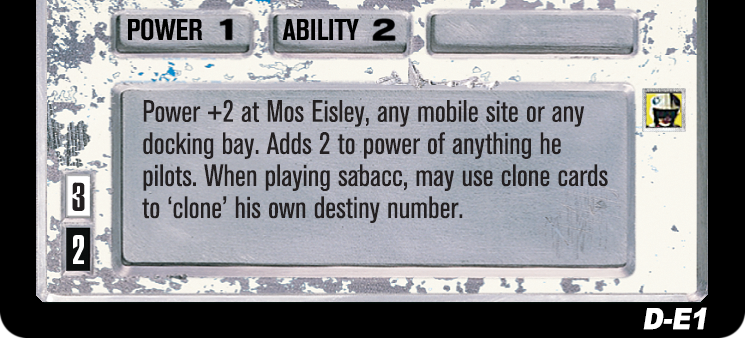 POWER 1 ABILITY 2
Power +2 at Mos Eisley, any mobile site or any
docking bay. Adds 2 to power of anything he
pilots. When playing sabacc, may use clone cards
to ‘clone’ his own destiny number.
3
2
D-E1